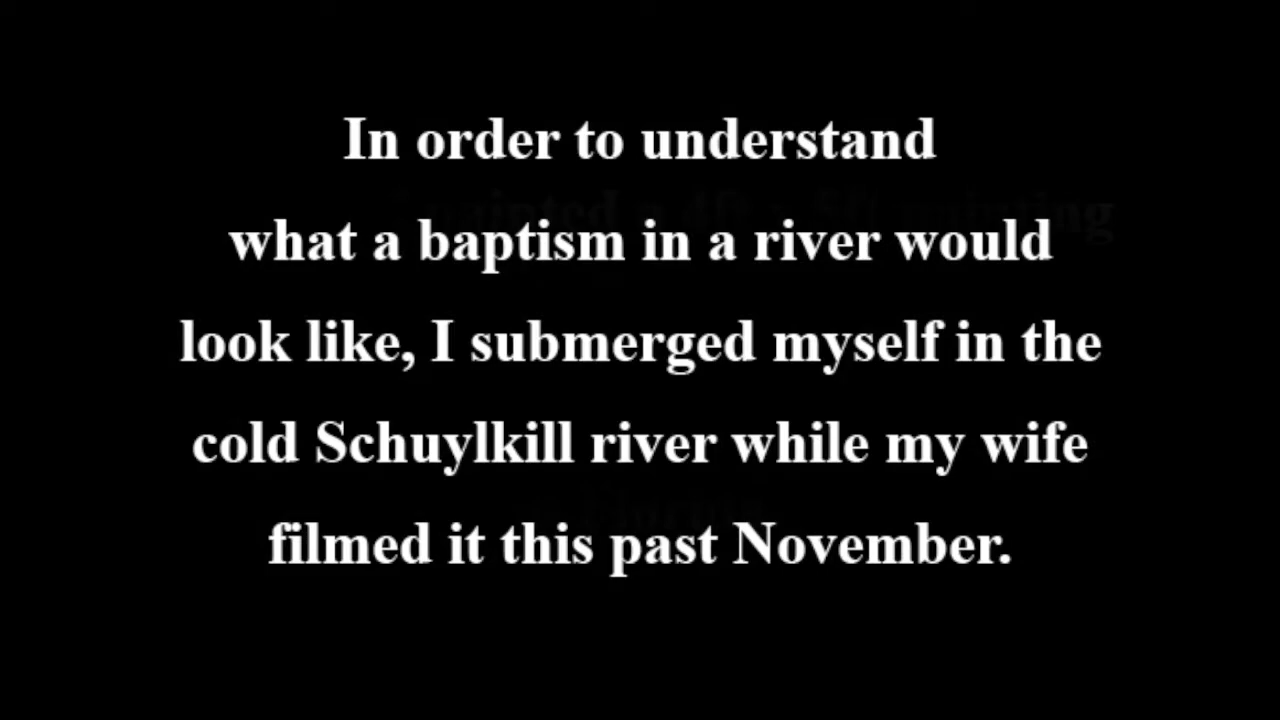 In order to understand
what a baptism in a river would
look like, I submerged myself in the
cold Schuylkill river while my wife
filmed it this past November.